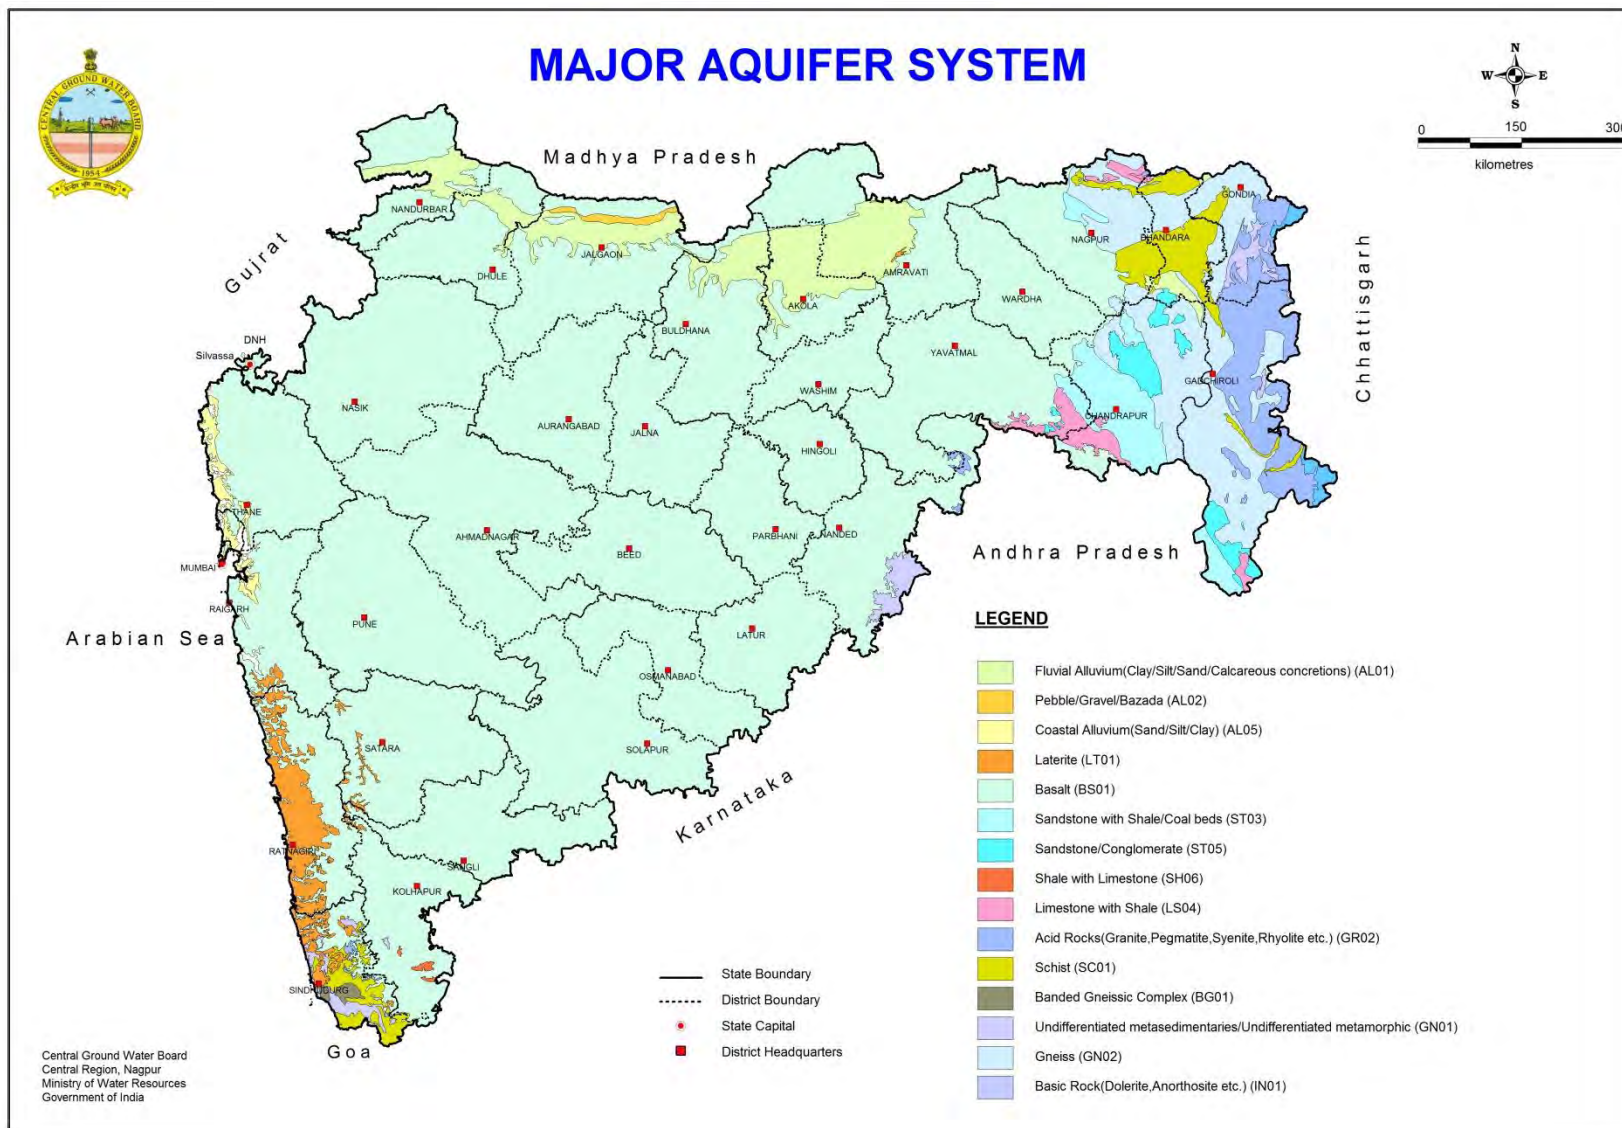 MAJOR AQUIFER SYSTEM
CENTRAL GROUND WATER BOARD
1954
N
W E
S
0 150 300
kilometres
Madhya Pradesh
Gujrat
Chhattisgarh
Andhra Pradesh
Arabian Sea
Karnataka
Goa
DNH
Silvassa
NANDURBAR
DHULE
JALGAON
BULDHANA
AKOLA
AMRAVATI
WARDHA
NAGPUR
BHANDARA
GONDIA
NASIK
AURANGABAD
JALNA
WASHIM
YAVATMAL
HINGOLI
CHANDRAPUR
GADCHIROLI
THANE
MUMBAI
RAIGARH
AHMADNAGAR
BEED
PARBHANI
NANDED
PUNE
LATUR
OSMANABAD
SATARA
SOLAPUR
RATNAGIRI
SANGLI
KOLHAPUR
SINDHUDURG
LEGEND
Fluvial Alluvium(Clay/Silt/Sand/Calcareous concretions) (AL01)
Pebble/Gravel/Bazada (AL02)
Coastal Alluvium(Sand/Silt/Clay) (AL05)
Laterite (LT01)
Basalt (BS01)
Sandstone with Shale/Coal beds (ST03)
Sandstone/Conglomerate (ST05)
Shale with Limestone (SH06)
Limestone with Shale (LS04)
Acid Rocks(Granite,Pegmatite,Syenite,Rhyolite etc.) (GR02)
Schist (SC01)
Banded Gneissic Complex (BG01)
Undifferentiated metasedimentaries/Undifferentiated metamorphic (GN01)
Gneiss (GN02)
Basic Rock(Dolerite,Anorthosite etc.) (IN01)
State Boundary
District Boundary
State Capital
District Headquarters
Central Ground Water Board
Central Region, Nagpur
Ministry of Water Resources
Government of India